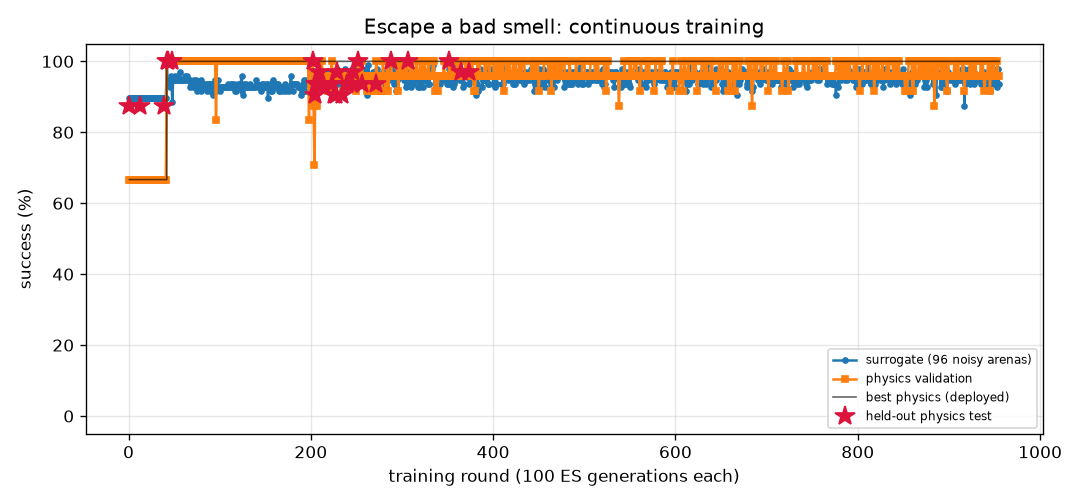 Escape a bad smell: continuous training
success (%)
100
80
60
40
20
0
0 200 400 600 800 1000
training round (100 ES generations each)
surrogate (96 noisy arenas)
physics validation
best physics (deployed)
held-out physics test